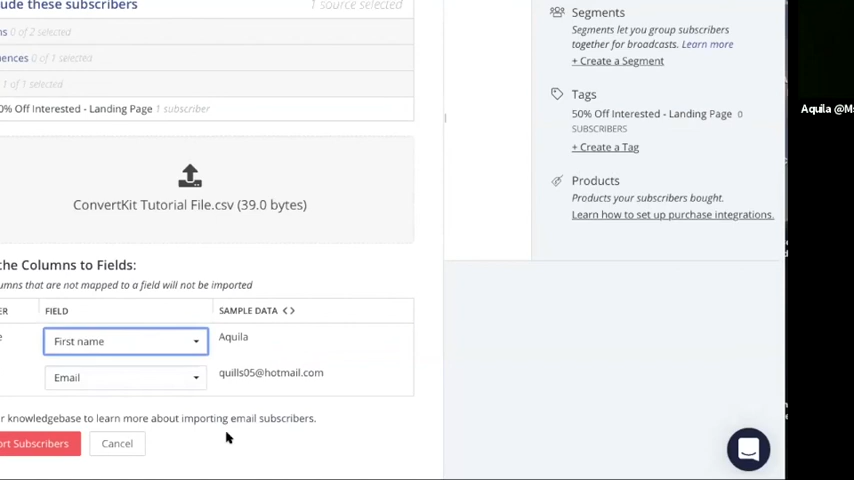 ude these subscribers
1 source selected
ns 0 of 2 selected
uences 0 of 1 selected
1 of 1 selected
0% Off Interested - Landing Page 1 subscriber
ConvertKit Tutorial File.csv (39.0 bytes)
the Columns to Fields:
umns that are not mapped to a field will not be imported
ER
FIELD
SAMPLE DATA <>
e
First name
Aquila
Email
quills05@hotmail.com
r knowledgebase to learn more about importing email subscribers.
ort Subscribers
Cancel
Segments
Segments let you group subscribers
together for broadcasts. Learn more
+ Create a Segment
Tags
50% Off Interested - Landing Page 0
SUBSCRIBERS
+ Create a Tag
Products
Products your subscribers bought.
Learn how to set up purchase integrations.
Aquila @Ms